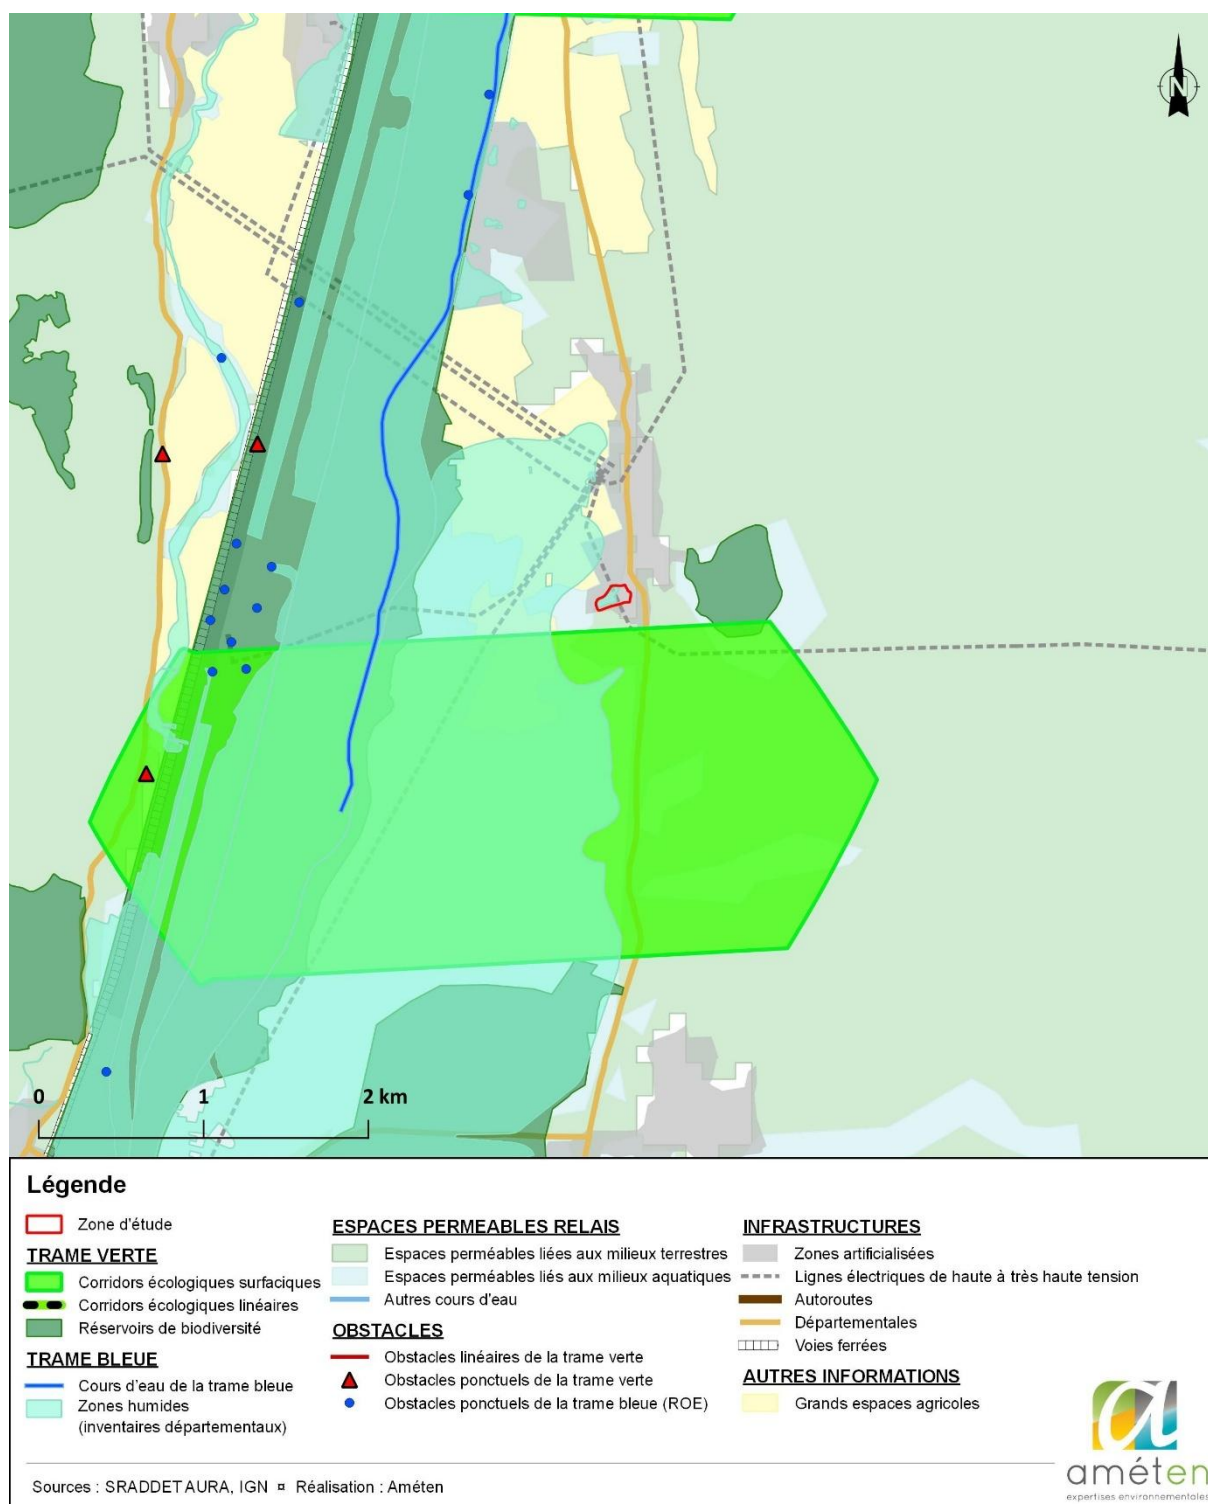 N
0 1 2 km
Légende
Zone d'étude
TRAME VERTE
Corridors écologiques surfaciques
Corridors écologiques linéaires
Réservoirs de biodiversité
TRAME BLEUE
Cours d'eau de la trame bleue
Zones humides
(inventaires départementaux)
ESPACES PERMEABLES RELAIS
Espaces perméables liées aux milieux terrestres
Espaces perméables liés aux milieux aquatiques
Autres cours d'eau
OBSTACLES
Obstacles linéaires de la trame verte
Obstacles ponctuels de la trame verte
Obstacles ponctuels de la trame bleue (ROE)
INFRASTRUCTURES
Zones artificialisées
Lignes électriques de haute à très haute tension
Autoroutes
Départementales
Voies ferrées
AUTRES INFORMATIONS
Grands espaces agricoles
a
améten
expertises environnementales
Sources : SRADDET AURA, IGN ¤ Réalisation : Améten